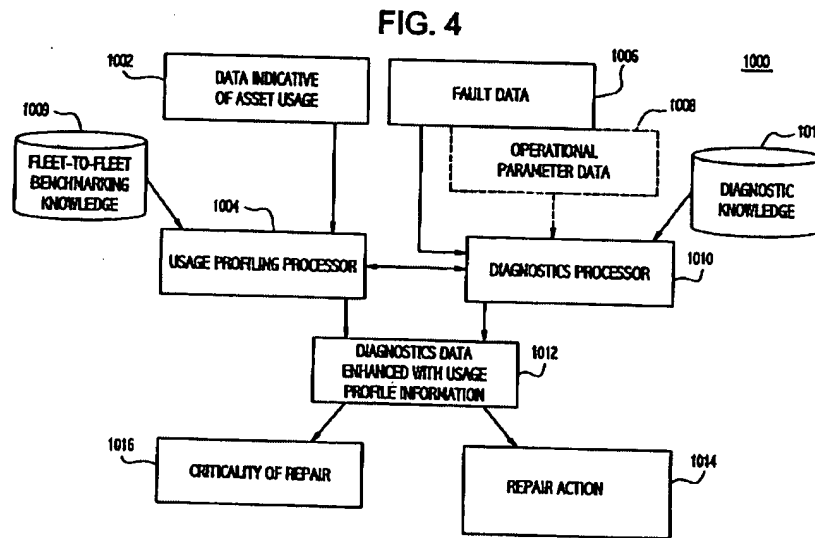 FIG. 4
1000
1002
DATA INDICATIVE
OF ASSET USAGE
1006
FAULT DATA
1008
OPERATIONAL
PARAMETER DATA
1009
FLEET-TO-FLEET
BENCHMARKING
KNOWLEDGE
101
DIAGNOSTIC
KNOWLEDGE
1004
USAGE PROFILING PROCESSOR
DIAGNOSTICS PROCESSOR
1010
DIAGNOSTICS DATA
ENHANCED WITH USAGE
PROFILE INFORMATION
1012
1016
CRITICALITY OF REPAIR
REPAIR ACTION
1014